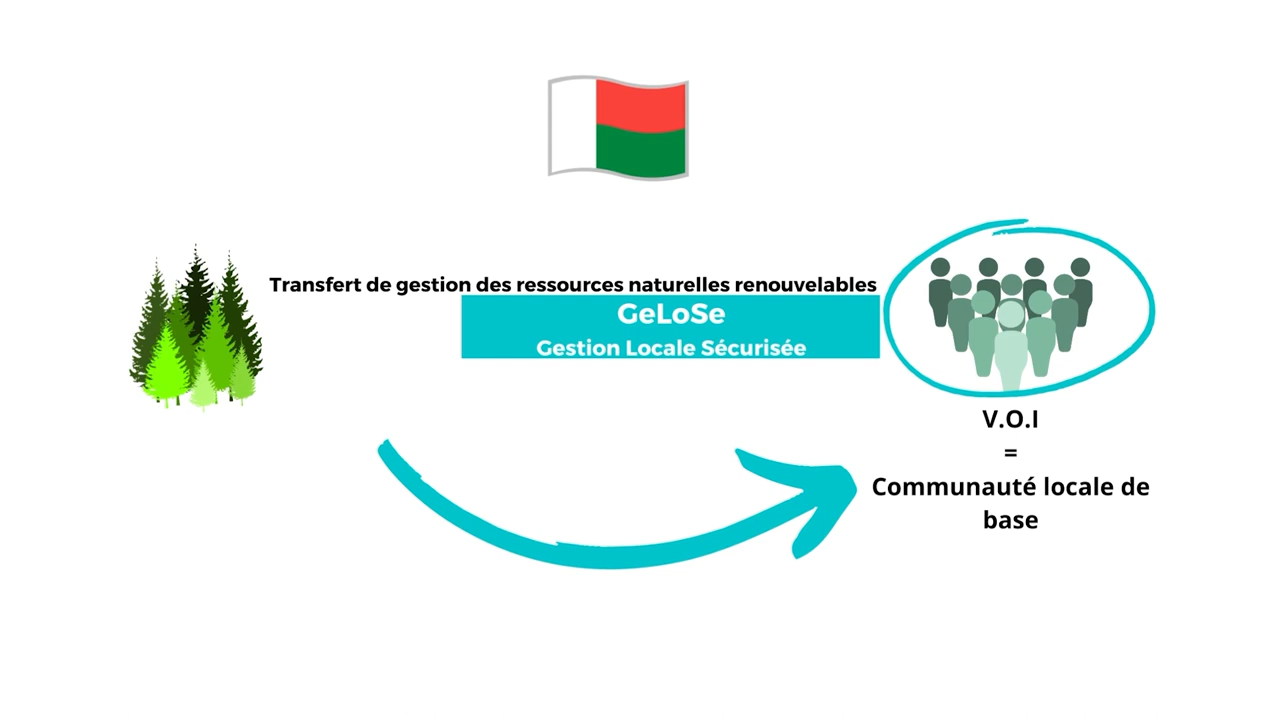 Transfert de gestion des ressources naturelles renouvelables
GeLoSe
Gestion Locale Sécurisée
V.O.I
=
Communauté locale de
base